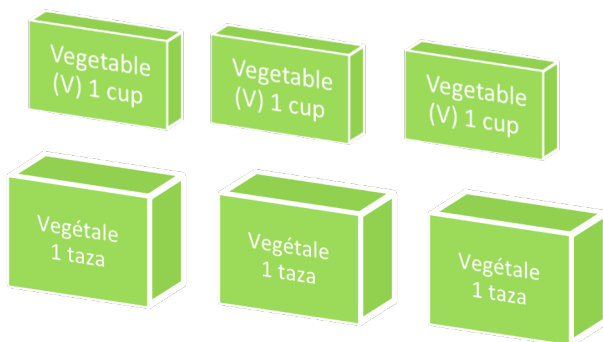 Vegetable
(V) 1 cup
Vegetable
(V) 1 cup
Vegetable
(V) 1 cup
Vegétale
1 taza
Vegétale
1 taza
Vegétale
1 taza